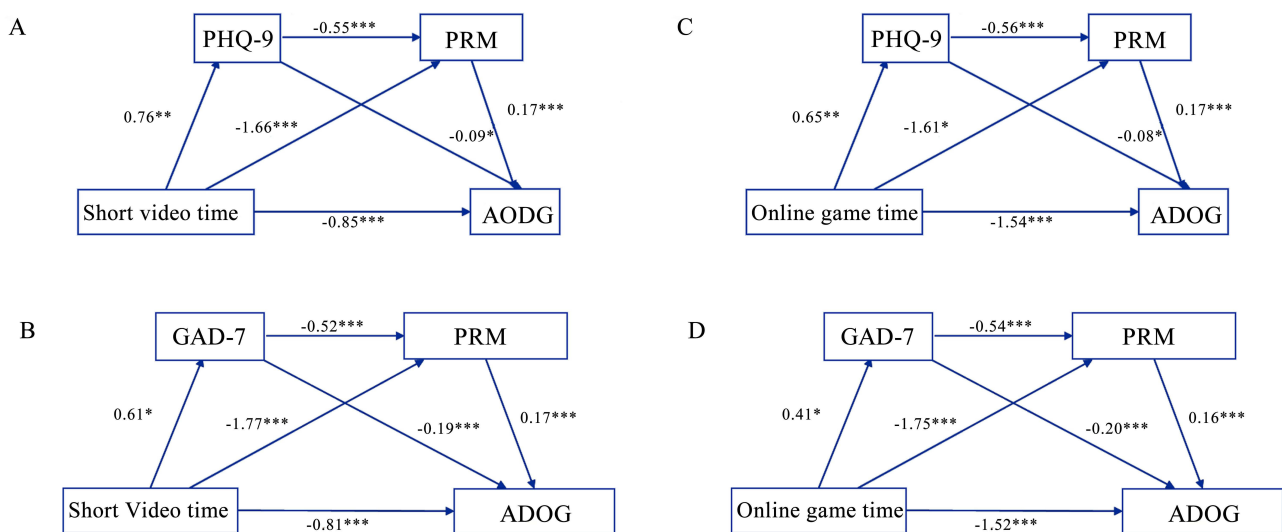 A
PHQ-9
-0.55***
PRM
0.76**
-1.66***
-0.09*
0.17***
Short video time
-0.85***
AODG
C
PHQ-9
-0.56***
PRM
0.65**
-1.61*
-0.08*
0.17***
Online game time
-1.54***
ADOG
B
GAD-7
-0.52***
PRM
0.61*
-1.77***
-0.19***
0.17***
Short Video time
-0.81***
ADOG
D
GAD-7
-0.54***
PRM
0.41*
-1.75***
-0.20***
0.16***
Online game time
-1.52***
ADOG